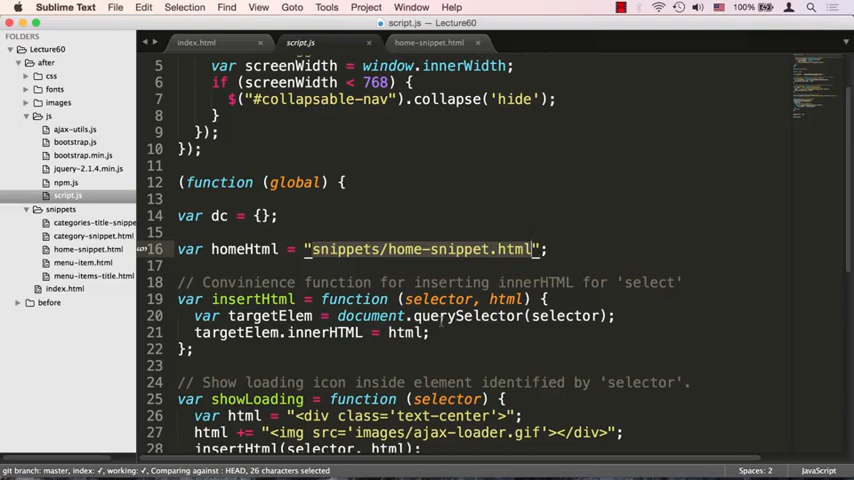 Sublime Text File Edit Selection Find View Goto Tools Project Window Help 100%
script.js — Lecture60
FOLDERS
Lecture60
after
css
fonts
images
js
ajax-utils.js
bootstrap.js
bootstrap.min.js
jquery-2.1.4.min.js
npm.js
script.js
snippets
categories-title-snippe
category-snippet.html
home-snippet.html
menu-item.html
menu-items-title.html
index.html
before
index.html script.js home-snippet.html
5 var screenWidth = window.innerWidth;
6 if (screenWidth < 768) {
7 $("#collapsable-nav").collapse('hide');
8 }
9 });
10 });
11
12 (function (global) {
13
14 var dc = {};
15
16 var homeHtml = "snippets/home-snippet.html";
17
18 // Convinience function for inserting innerHTML for 'select'
19 var insertHtml = function (selector, html) {
20 var targetElem = document.querySelector(selector);
21 targetElem.innerHTML = html;
22 };
23
24 // Show loading icon inside element identified by 'selector'.
25 var showLoading = function (selector) {
26 var html = "<div class='text-center'>";
27 html += "<img src='images/ajax-loader.gif'></div>";
28 insertHtml(selector, html);
git branch: master, index: ✓, working: ✓, Comparing against : HEAD, 26 characters selected Spaces: 2 JavaScript